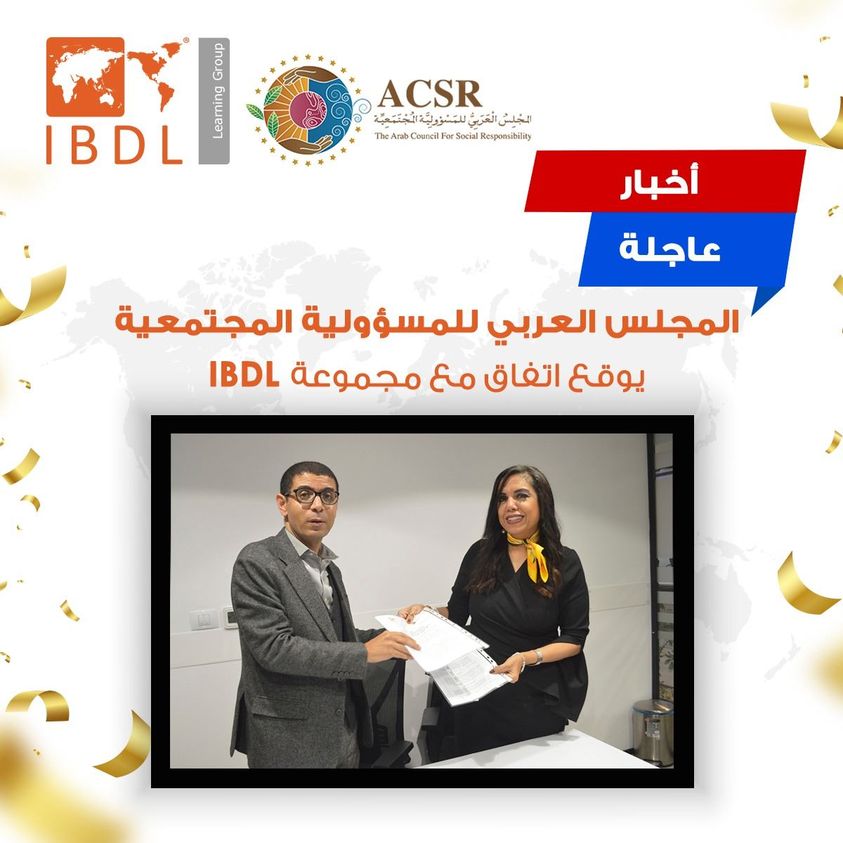 IBDL
Learning Group
ACSR
المجلس العربي للمسؤولية المجتمعية
The Arab Council For Social Responsibility
أخبار
عاجلة
المجلس العربي للمسؤولية المجتمعية
يوقع اتفاق مع مجموعة IBDL